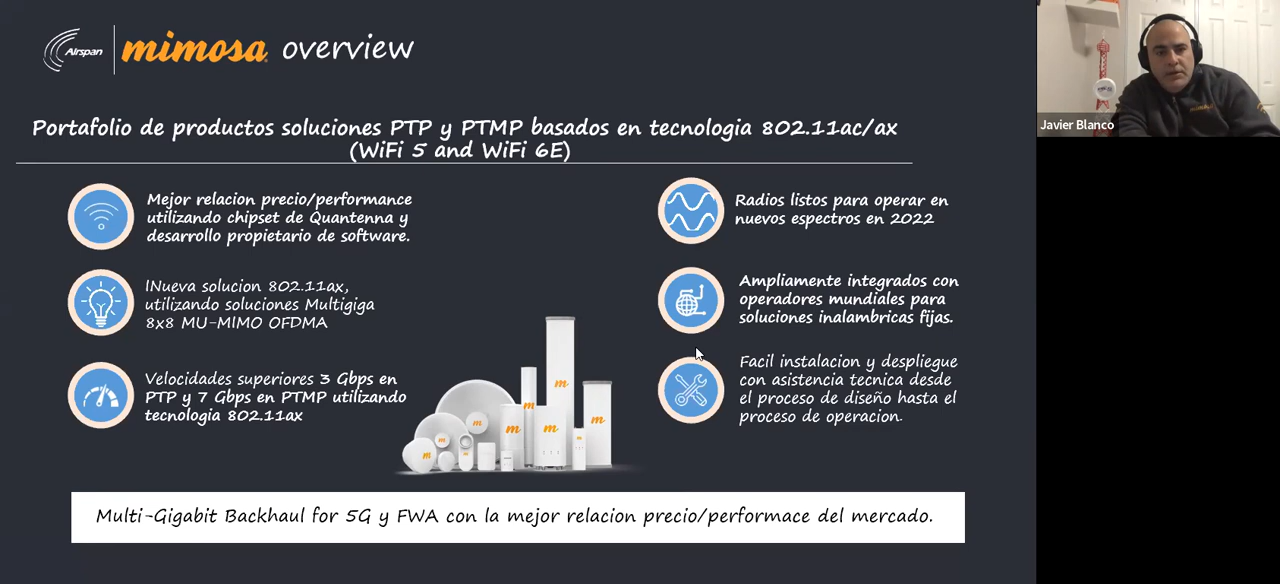 Airspan
mimosa overview
Portafolio de productos soluciones PTP y PTMP basados en tecnologia 802.11ac/ax
(WiFi 5 and WiFi 6E)
Mejor relacion precio/performance
utilizando chipset de Quantenna y
desarrollo propietario de software.
lNueva solucion 802.11ax,
utilizando soluciones Multigiga
8x8 MU-MIMO OFDMA
Velocidades superiores 3 Gbps en
PTP y 7 Gbps en PTMP utilizando
tecnologia 802.11ax
Radios listos para operar en
nuevos espectros en 2022
Ampliamente integrados con
operadores mundiales para
soluciones inalambricas fijas.
Facil instalacion y despliegue
con asistencia tecnica desde
el proceso de diseño hasta el
proceso de operacion.
Multi-Gigabit Backhaul for 5G y FWA con la mejor relacion precio/performace del mercado.
Javier Blanco
mimosa